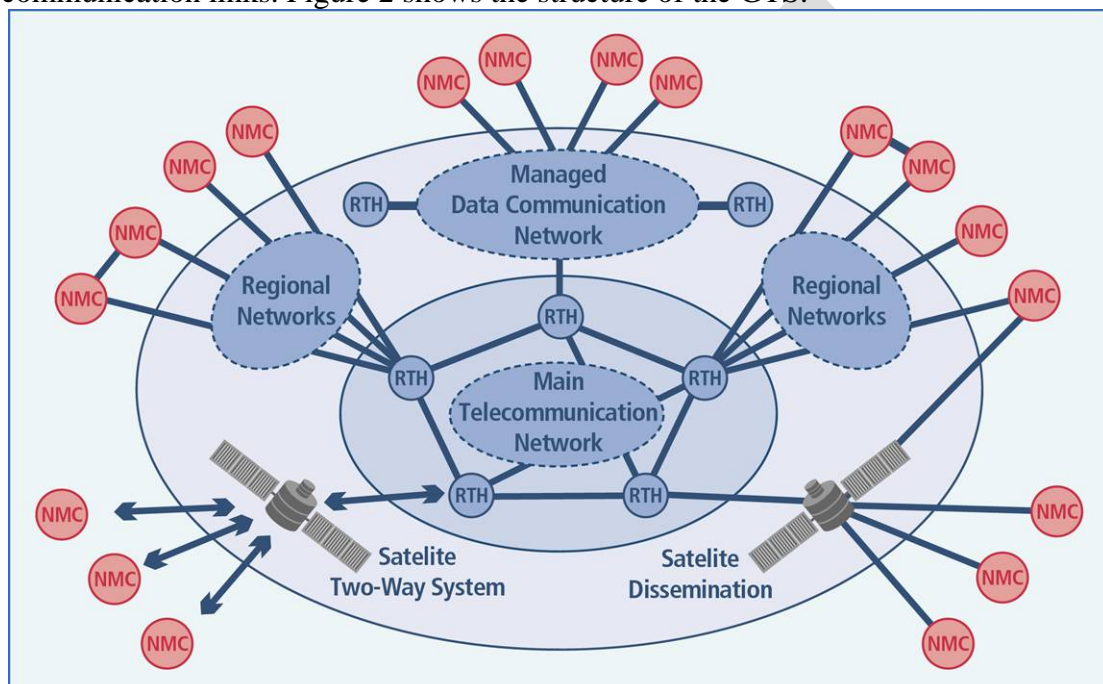 communication links. Figure 2 shows the structure of the GTS.
NMC
NMC
NMC
NMC
NMC
NMC
NMC
NMC
Managed
Data Communication
Network
RTH
RTH
NMC
NMC
NMC
NMC
Regional
Networks
Regional
Networks
RTH
RTH
RTH
Main
Telecommunication
Network
RTH
RTH
NMC
NMC
NMC
Satelite
Two-Way System
Satelite
Dissemination
NMC
NMC
NMC